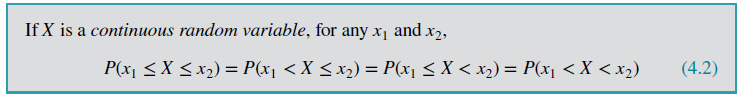 If X is a continuous random variable, for any x₁ and x₂,
P(x₁ ≤ X ≤ x₂) = P(x₁ < X ≤ x₂) = P(x₁ ≤ X < x₂) = P(x₁ < X < x₂) (4.2)